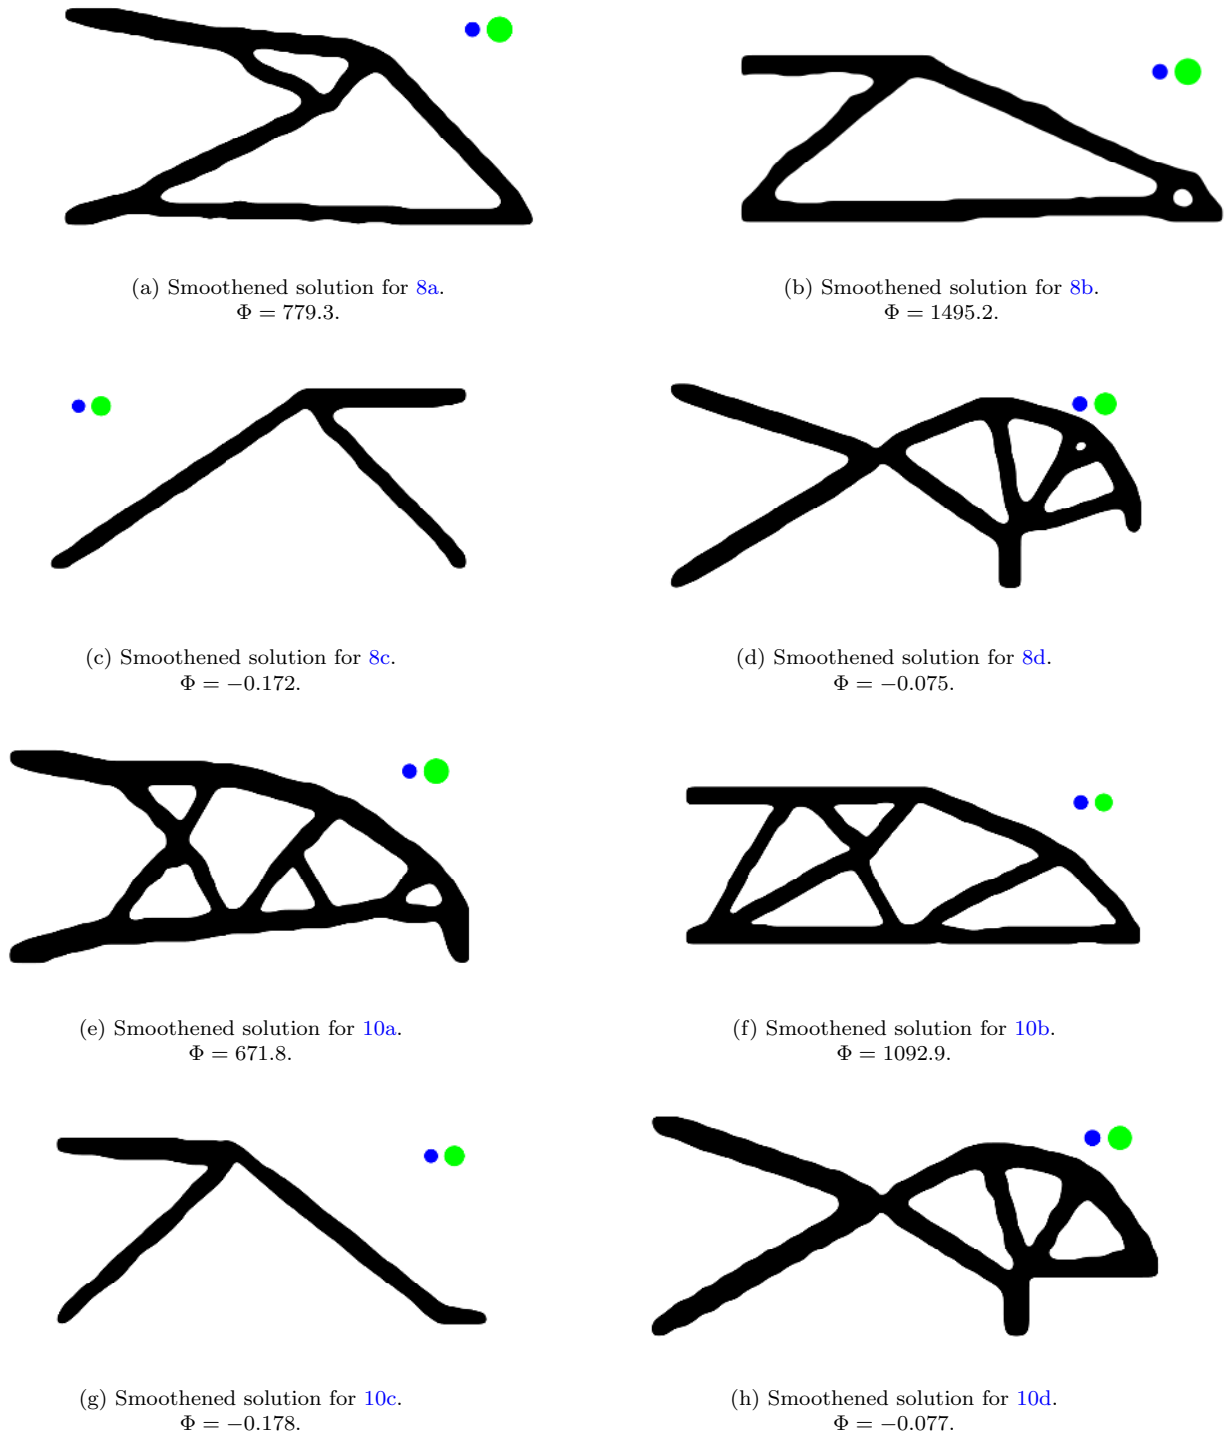 (a) Smoothened solution for 8a.
Φ = 779.3.
(b) Smoothened solution for 8b.
Φ = 1495.2.
(c) Smoothened solution for 8c.
Φ = −0.172.
(d) Smoothened solution for 8d.
Φ = −0.075.
(e) Smoothened solution for 10a.
Φ = 671.8.
(f) Smoothened solution for 10b.
Φ = 1092.9.
(g) Smoothened solution for 10c.
Φ = −0.178.
(h) Smoothened solution for 10d.
Φ = −0.077.